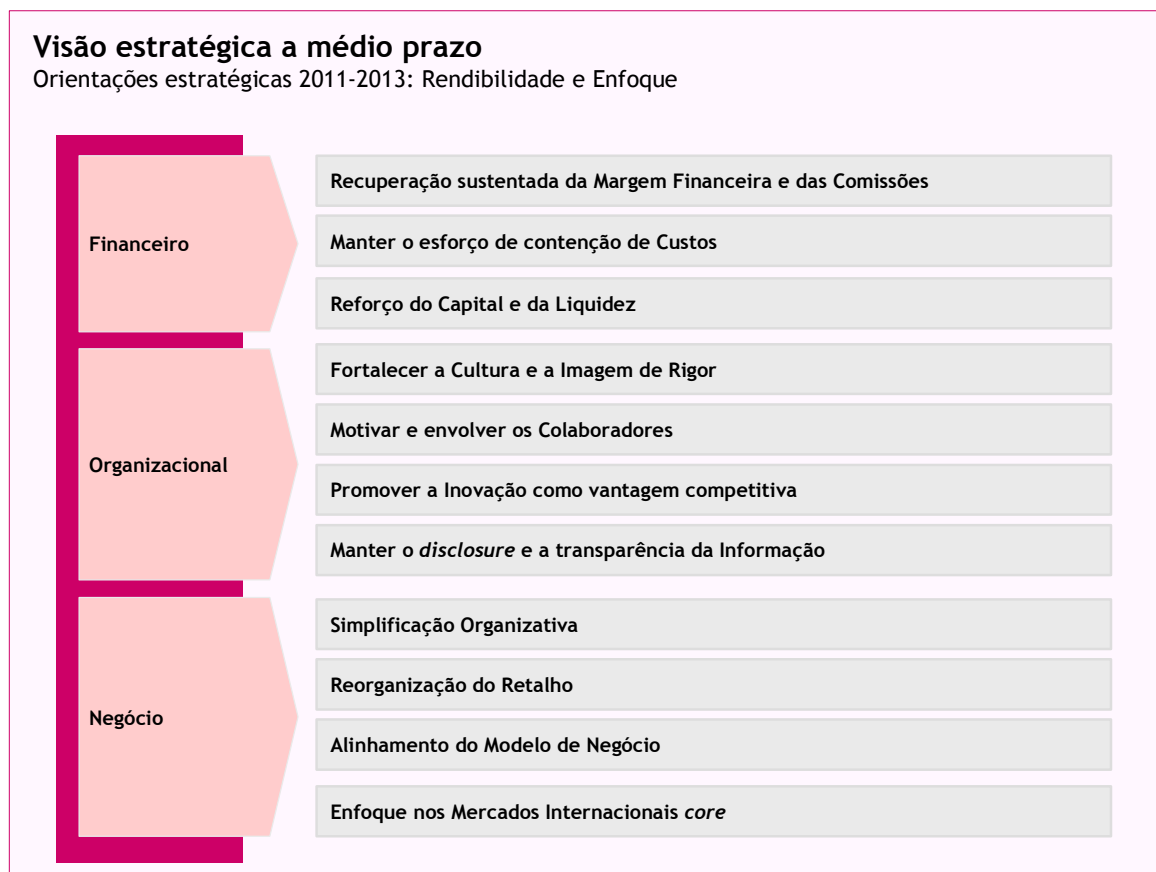 Visão estratégica a médio prazo
Orientações estratégicas 2011-2013: Rendibilidade e Enfoque
Financeiro
Recuperação sustentada da Margem Financeira e das Comissões
Manter o esforço de contenção de Custos
Reforço do Capital e da Liquidez
Organizacional
Fortalecer a Cultura e a Imagem de Rigor
Motivar e envolver os Colaboradores
Promover a Inovação como vantagem competitiva
Manter o disclosure e a transparência da Informação
Negócio
Simplificação Organizativa
Reorganização do Retalho
Alinhamento do Modelo de Negócio
Enfoque nos Mercados Internacionais core